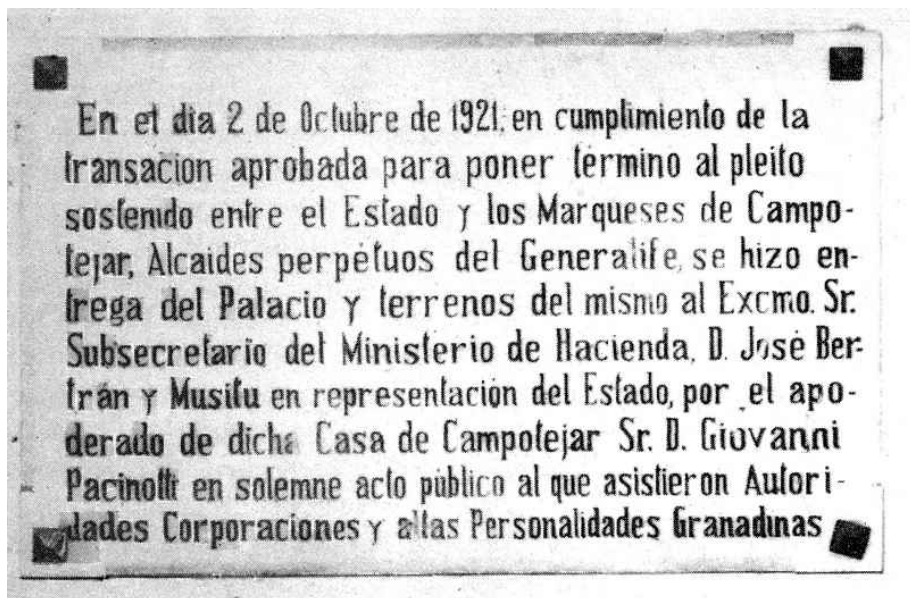 En el dia 2 de Octubre de 1921, en cumplimiento de la
transacion aprobada para poner término al pleito
sostenido entre el Estado y los Marqueses de Campo-
tejar, Alcaides perpétuos del Generalife, se hizo en-
trega del Palacio y terrenos del mismo al Excmo. Sr.
Subsecretario del Ministerio de Hacienda, D. José Ber-
trán y Musitu en representación del Estado, por el apo-
derado de dicha Casa de Campotejar Sr. D. Giovanni
Pacinotti en solemne acto público al que asistieron Autori-
dades Corporaciones y altas Personalidades Granadinas